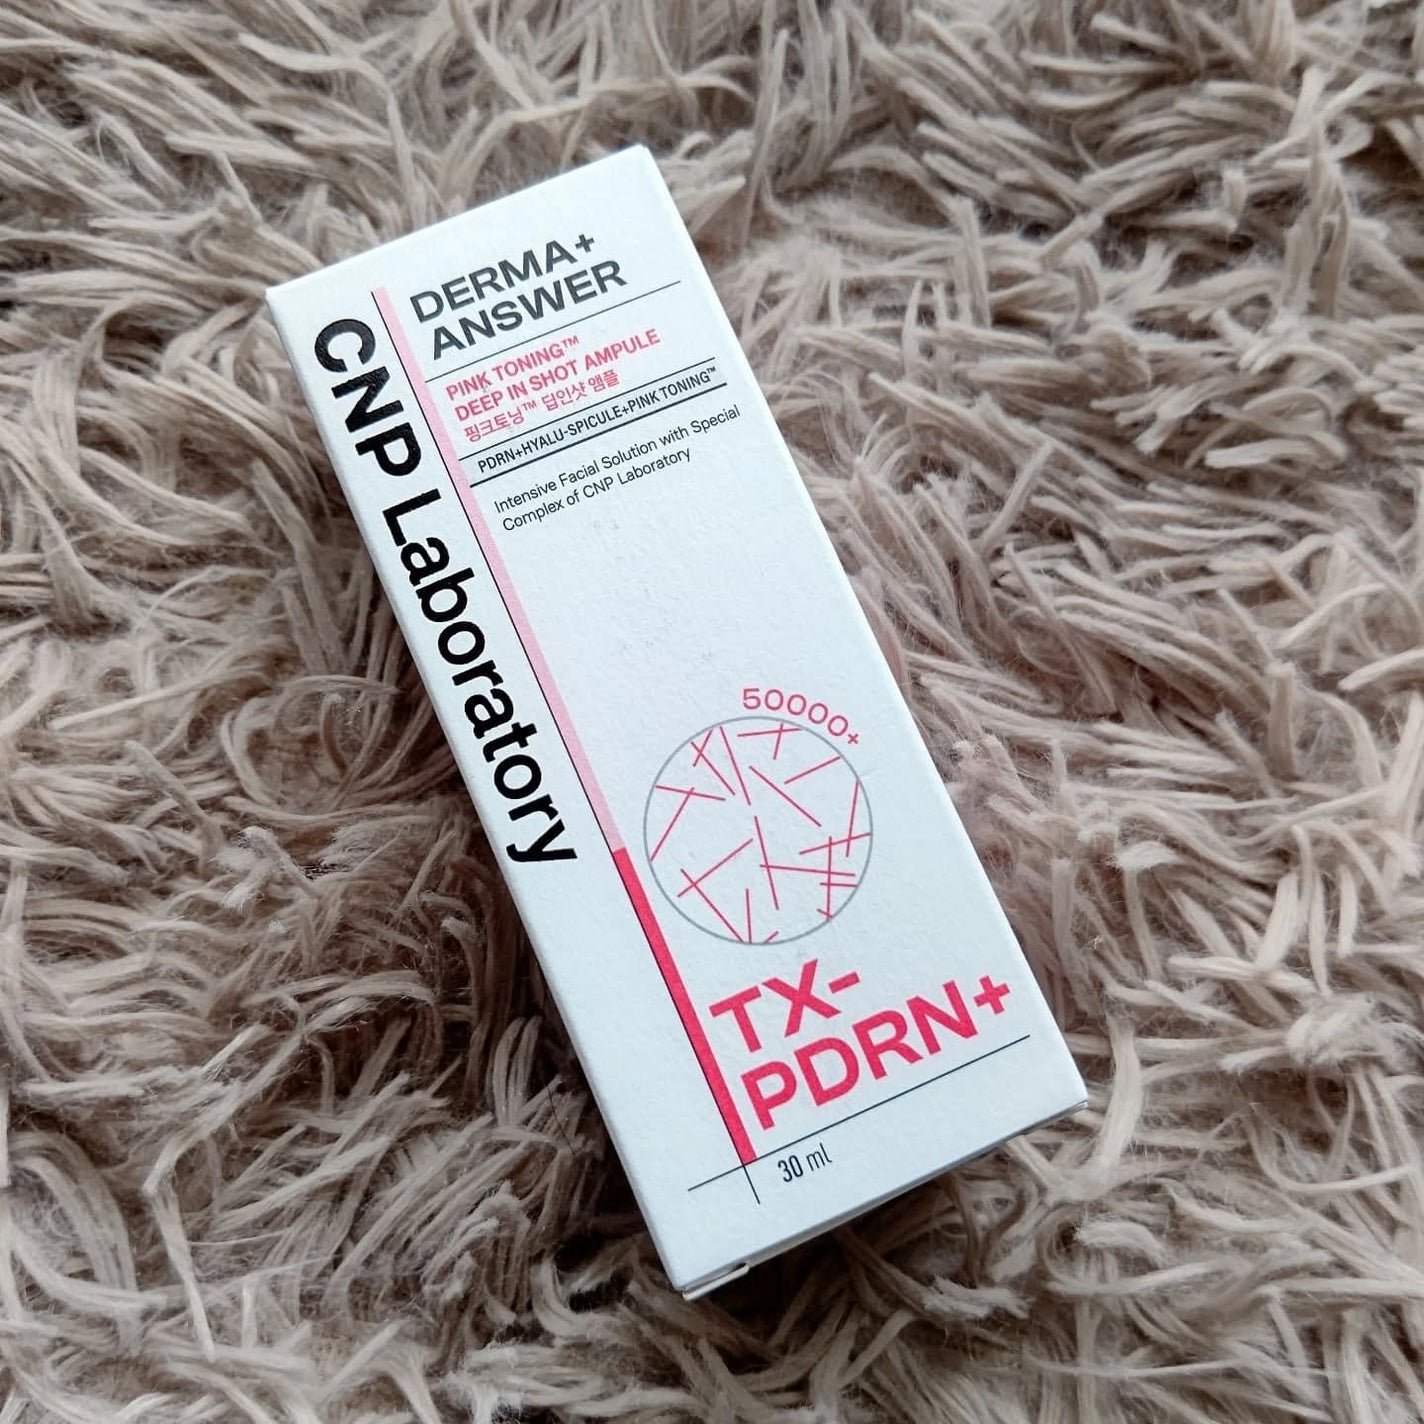 CNP Laboratory
DERMA+
ANSWER
PINK TONING™
DEEP IN SHOT AMPULE
핑크토닝™ 딥인샷 앰플
PDRN+HYALU-SPICULE+PINK TONING™
Intensive Facial Solution with Special
Complex of CNP Laboratory
50000+
TX-
PDRN+
30 ml